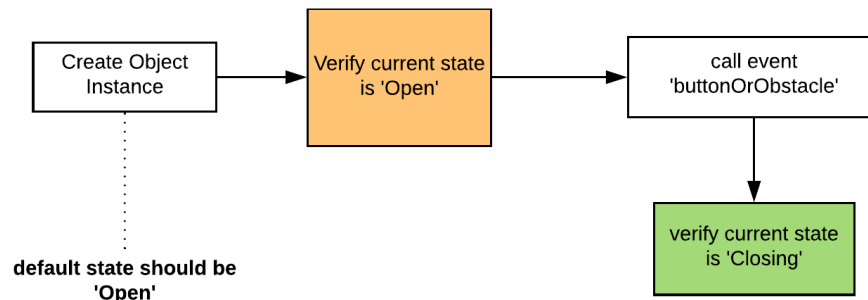 Create Object
Instance
Verify current state
is 'Open'
call event
'buttonOrObstacle'
verify current state
is 'Closing'
default state should be
'Open'